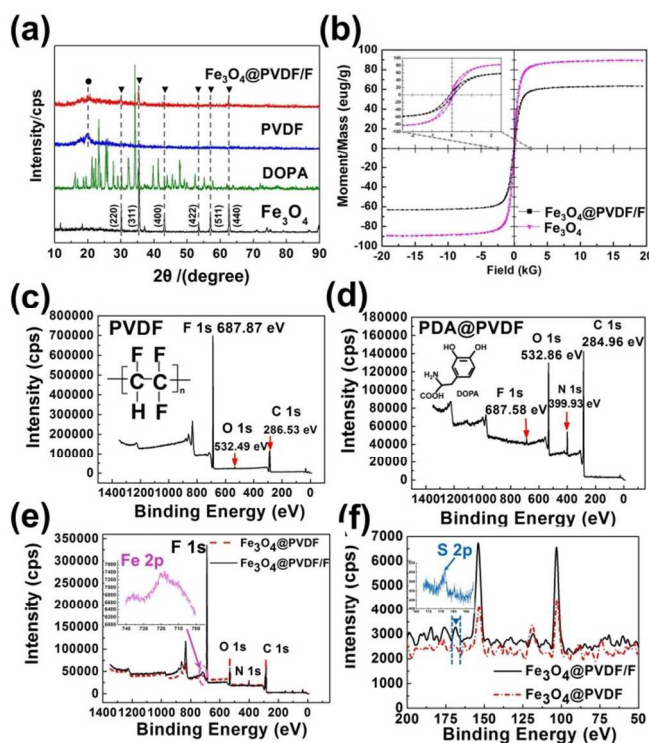 (a)
Fe3O4@PVDF/F
PVDF
DOPA
Fe3O4
(220)
(311)
(400)
(422)
(511)
(440)
Intensity/cps
10 20 30 40 50 60 70 80 90
2θ /(degree)
(b)
100
80
60
40
20
0
-20
-40
-60
-80
-100
Moment/Mass (eug/g)
Fe3O4@PVDF/F
Fe3O4
-20 -15 -10 -5 0 5 10 15 20
Field (kG)
(c)
800000
700000
600000
500000
400000
300000
200000
100000
0
Intensity (cps)
PVDF
F 1s 687.87 eV
F F
C C
n
H F
O 1s
532.49 eV
C 1s
286.53 eV
1400 1200 1000 800 600 400 200 0
Binding Energy (eV)
(d)
180000
160000
140000
120000
100000
80000
60000
40000
20000
0
Intensity (cps)
PDA@PVDF
HO
OH
H2N
COOH
DOPA
F 1s
687.58 eV
O 1s
532.86 eV
N 1s
399.93eV
C 1s
284.96 eV
1400 1200 1000 800 600 400 200 0
Binding Energy (eV)
(e)
350000
300000
250000
200000
150000
100000
50000
0
Intensity (cps)
Fe 2p
740 720 700
F 1s
Fe3O4@PVDF
Fe3O4@PVDF/F
O 1s
N 1s
C 1s
1400 1200 1000 800 600 400 200 0
Binding Energy (eV)
(f)
7000
6000
5000
4000
3000
2000
Intensity (cps)
S 2p
Fe3O4@PVDF/F
Fe3O4@PVDF
200 150 100 50
Binding Energy (eV)